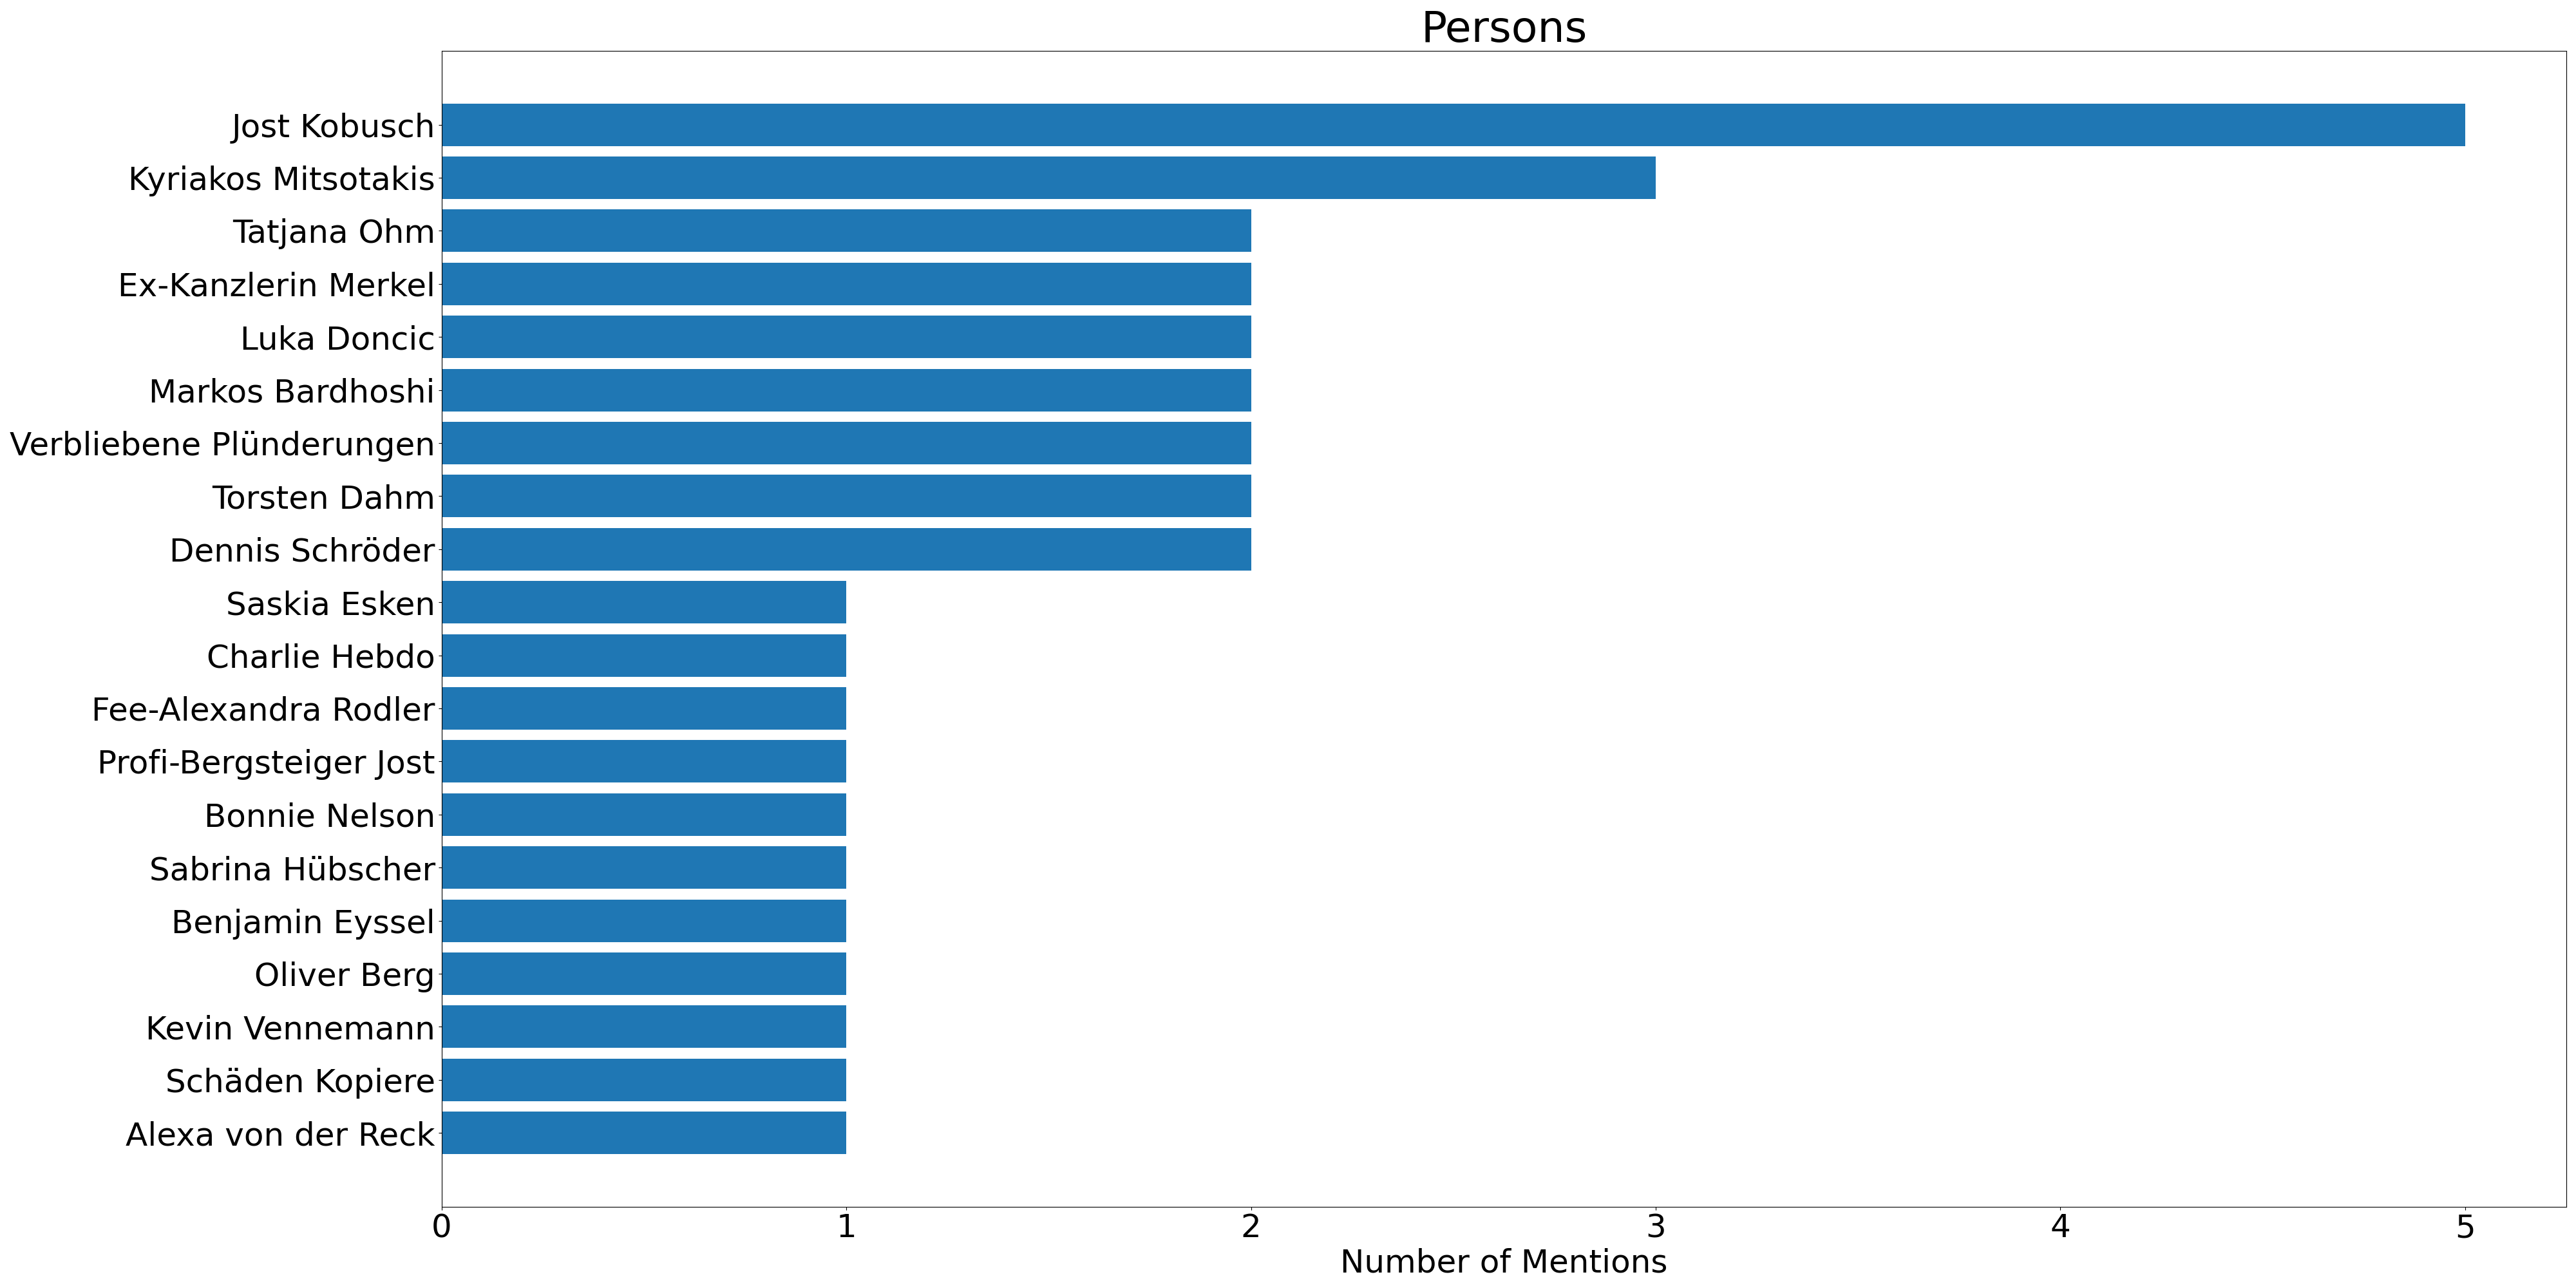 Persons
Jost Kobusch
Kyriakos Mitsotakis
Tatjana Ohm
Ex-Kanzlerin Merkel
Luka Doncic
Markos Bardhoshi
Verbliebene Plünderungen
Torsten Dahm
Dennis Schröder
Saskia Esken
Charlie Hebdo
Fee-Alexandra Rodler
Profi-Bergsteiger Jost
Bonnie Nelson
Sabrina Hübscher
Benjamin Eyssel
Oliver Berg
Kevin Vennemann
Schäden Kopiere
Alexa von der Reck
0 1 2 3 4 5
Number of Mentions